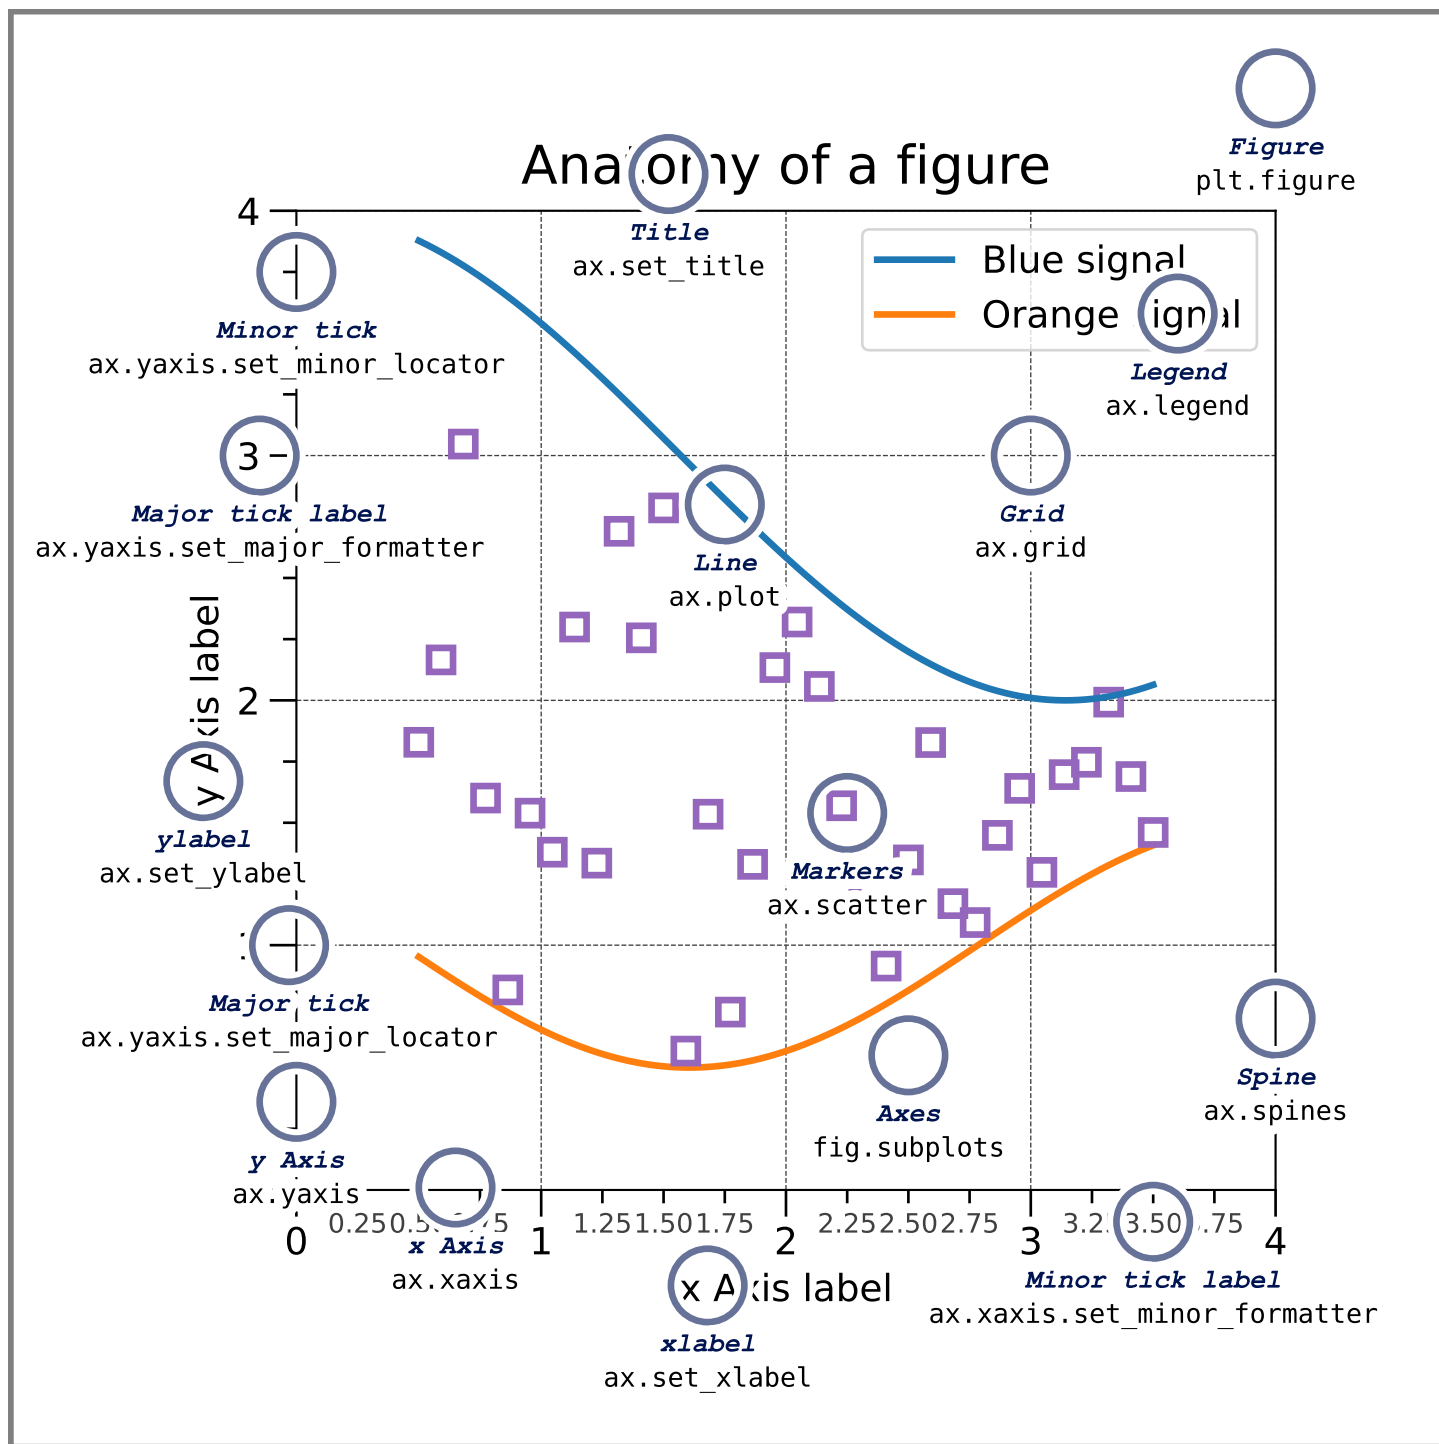 Figure
plt.figure
Anatomy of a figure
Title
ax.set_title
4
Blue signal
Orange signal
Legend
ax.legend
Minor tick
ax.yaxis.set_minor_locator
3
Major tick label
ax.yaxis.set_major_formatter
Grid
ax.grid
Line
ax.plot
2
y Axis label
ylabel
ax.set_ylabel
Markers
ax.scatter
Major tick
ax.yaxis.set_major_locator
Spine
ax.spines
Axes
fig.subplots
y Axis
ax.yaxis
0.25 1.25 1.50 1.75 2.25 2.50 2.75 3.50
0 1 2 3 4
x Axis
ax.xaxis
x Axis label
xlabel
ax.set_xlabel
Minor tick label
ax.xaxis.set_minor_formatter